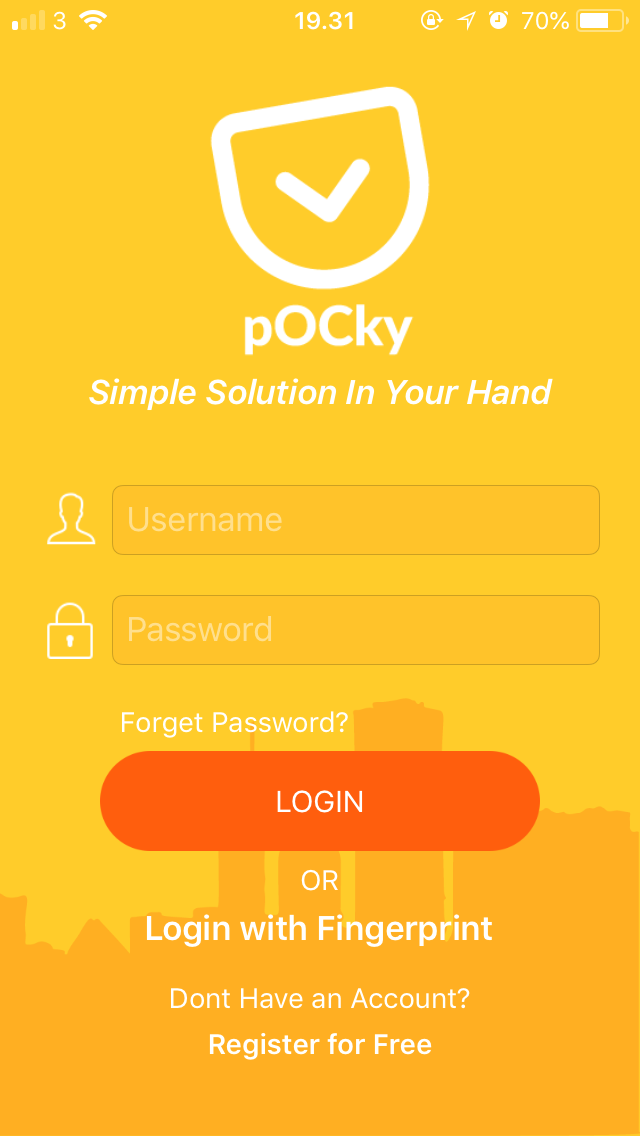 3 19.31 70%
pOCky
Simple Solution In Your Hand
Username
Password
Forget Password?
LOGIN
OR
Login with Fingerprint
Dont Have an Account?
Register for Free